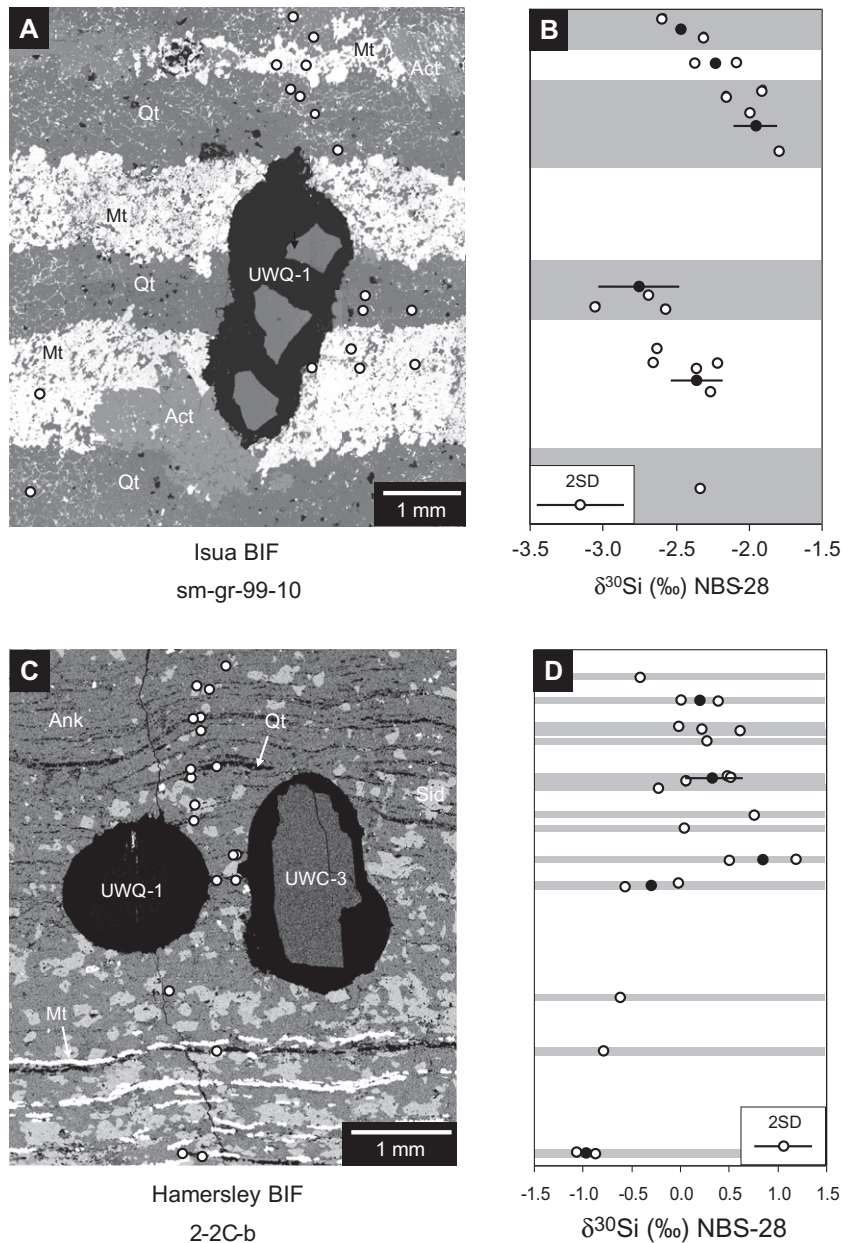 A
Mt
Act
Qt
Mt
UWQ-1
Qt
Mt
Act
Qt
1 mm
Isua BIF
sm-gr-99-10
B
2SD
-3.5 -3.0 -2.5 -2.0 -1.5
δ³⁰Si (‰) NBS-28
C
Ank
Qt
Sid
UWQ-1
UWC-3
Mt
1 mm
Hamersley BIF
2-2C-b
D
2SD
-1.5 -1.0 -0.5 0.0 0.5 1.0 1.5
δ³⁰Si (‰) NBS-28